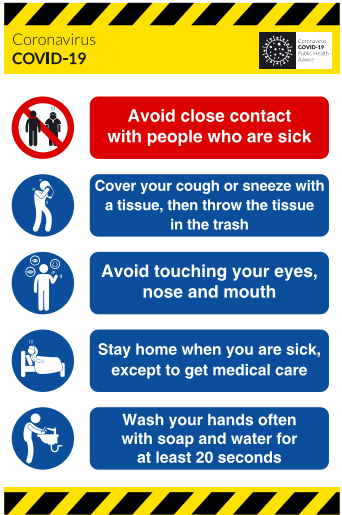 Coronavirus
COVID-19
Coronavirus
COVID-19
Public Health
Advice
Avoid close contact
with people who are sick
Cover your cough or sneeze with
a tissue, then throw the tissue
in the trash
Avoid touching your eyes,
nose and mouth
Stay home when you are sick,
except to get medical care
Wash your hands often
with soap and water for
at least 20 seconds